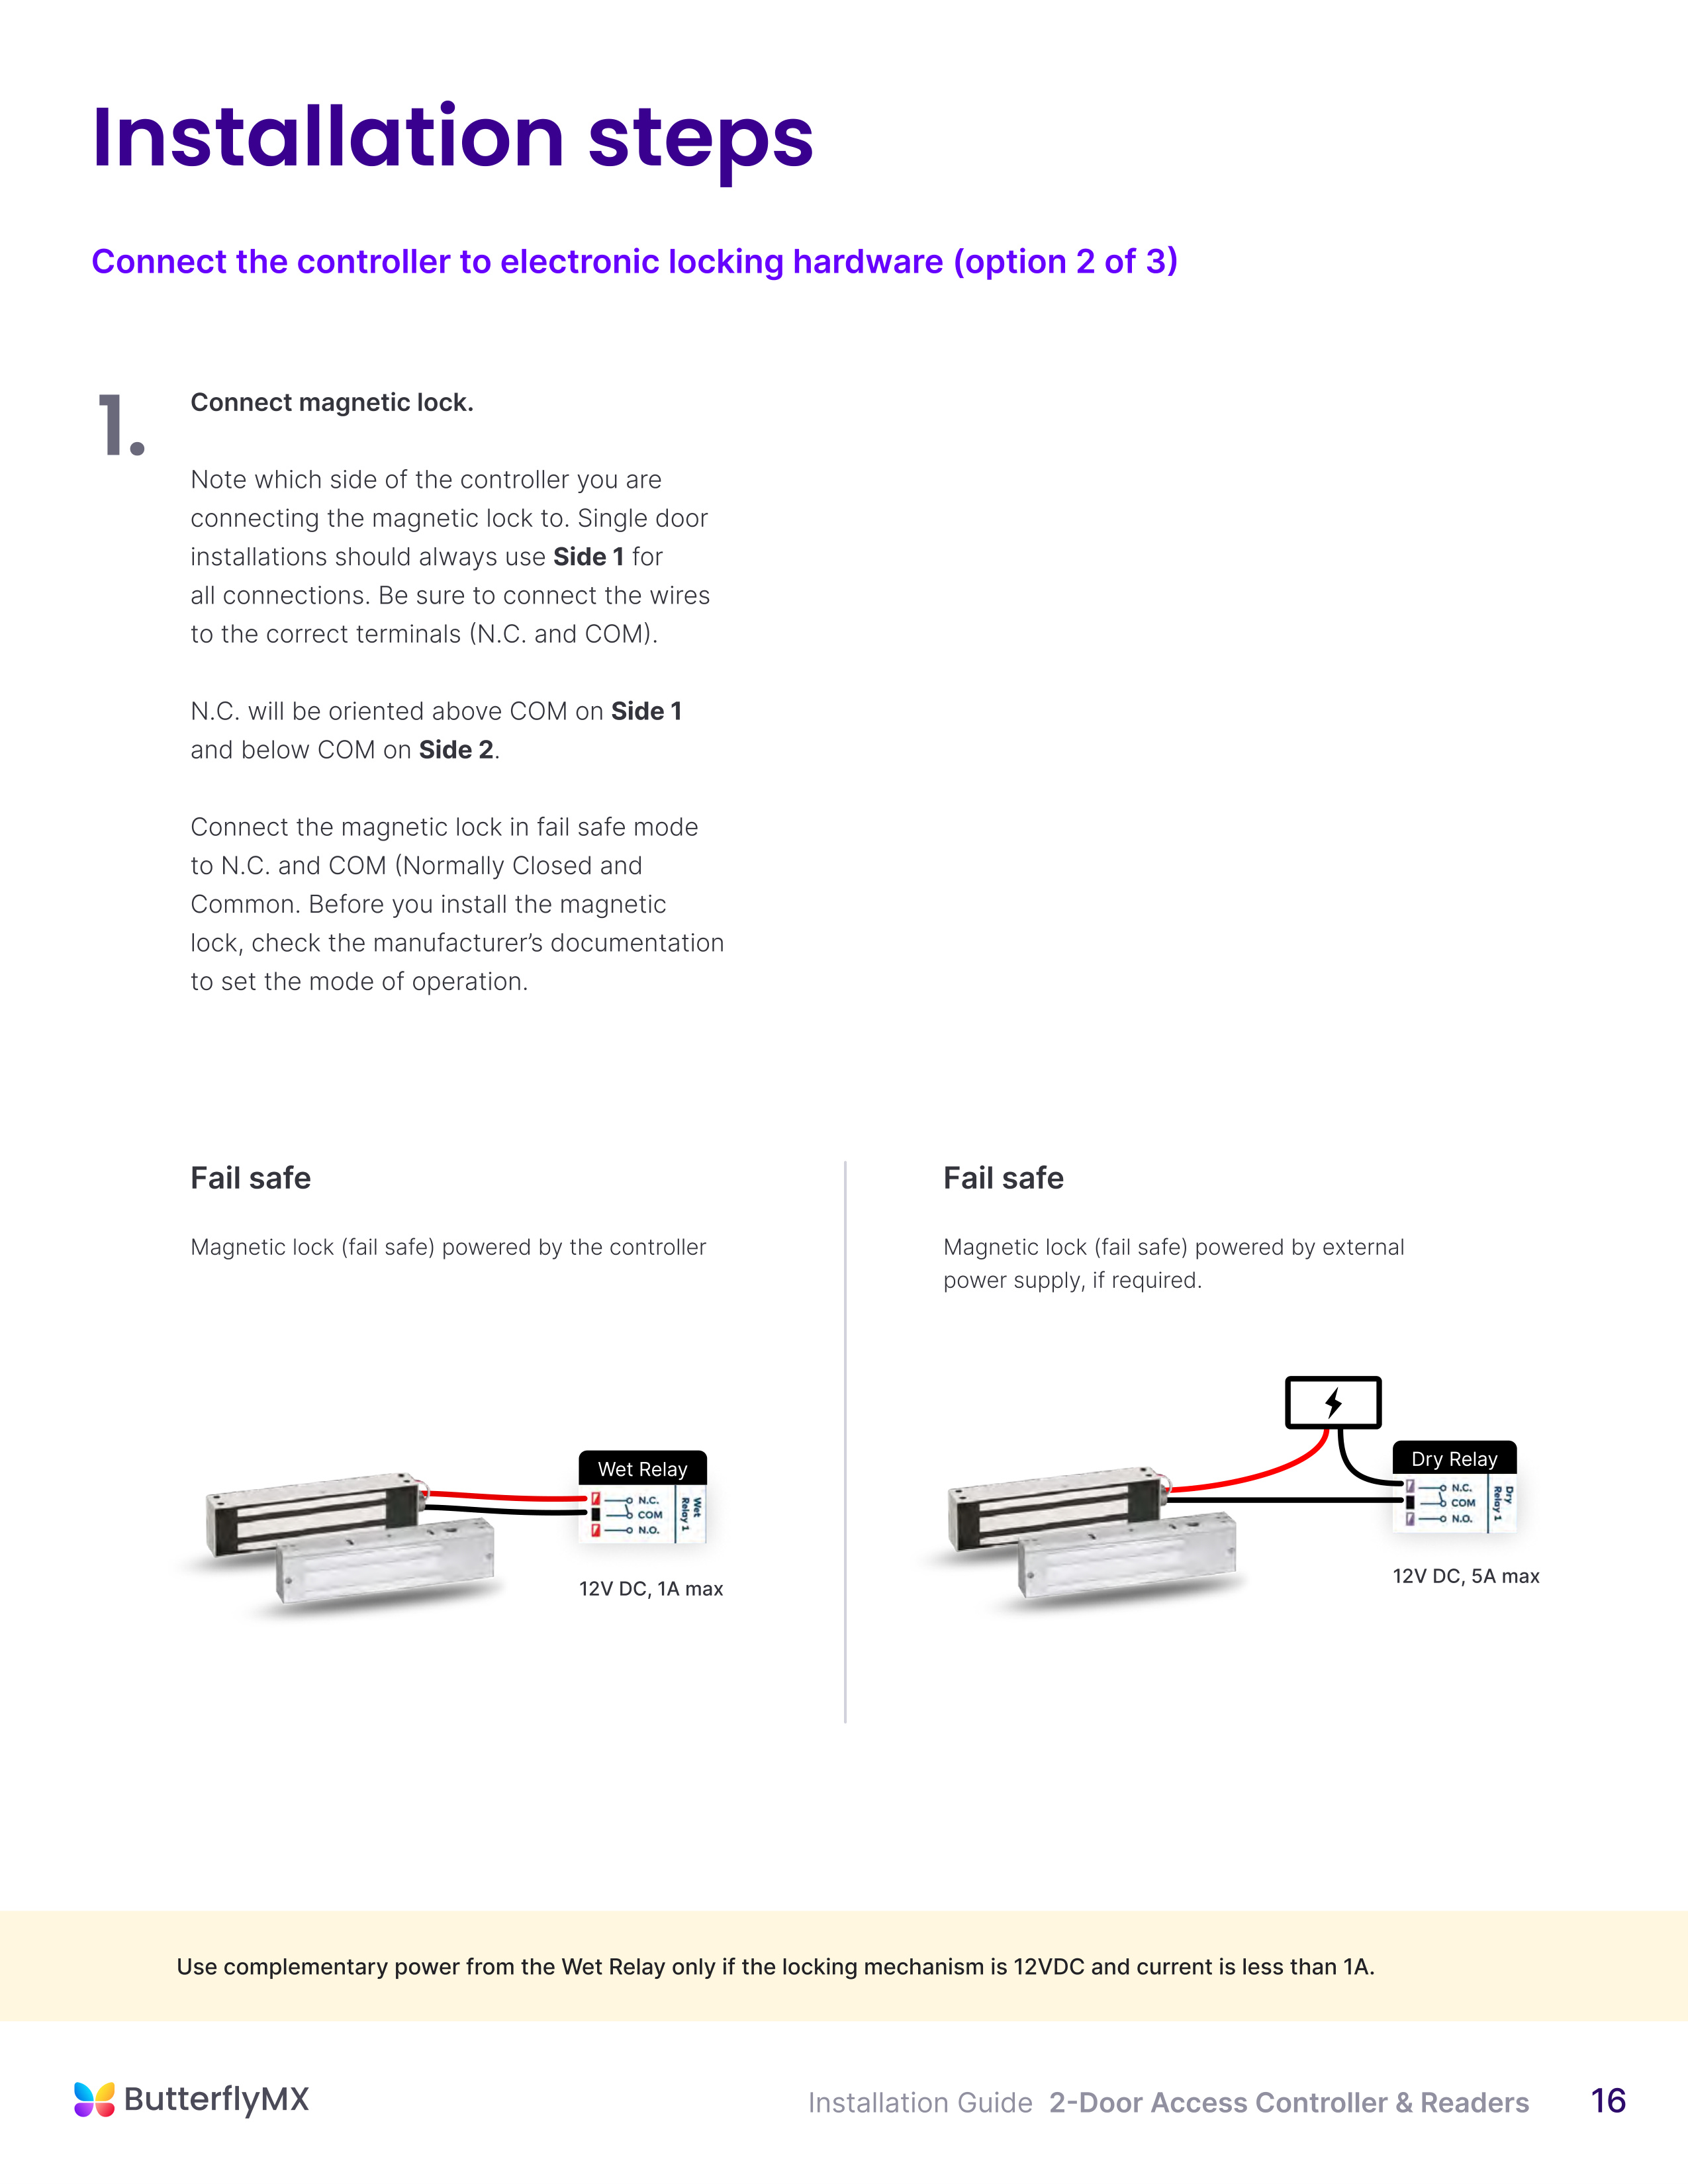 Installation steps
Connect the controller to electronic locking hardware (option 2 of 3)
1.
Connect magnetic lock.
Note which side of the controller you are
connecting the magnetic lock to. Single door
installations should always use Side 1 for
all connections. Be sure to connect the wires
to the correct terminals (N.C. and COM).
N.C. will be oriented above COM on Side 1
and below COM on Side 2.
Connect the magnetic lock in fail safe mode
to N.C. and COM (Normally Closed and
Common. Before you install the magnetic
lock, check the manufacturer’s documentation
to set the mode of operation.
Fail safe
Magnetic lock (fail safe) powered by the controller
Wet Relay
N.C.
COM
N.O.
Wet
Relay 1
12V DC, 1A max
Fail safe
Magnetic lock (fail safe) powered by external
power supply, if required.
Dry Relay
N.C.
COM
N.O.
Dry
Relay 1
12V DC, 5A max
Use complementary power from the Wet Relay only if the locking mechanism is 12VDC and current is less than 1A.
ButterflyMX
Installation Guide 2-Door Access Controller & Readers 16